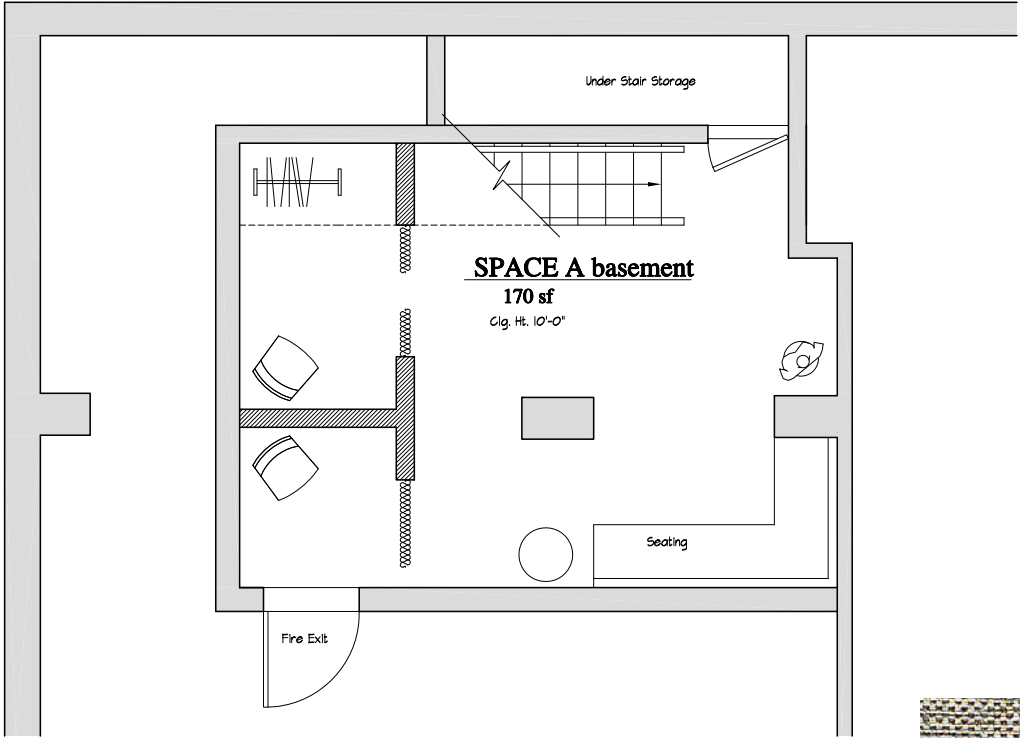 Under Stair Storage
SPACE A basement
170 sf
Clg. Ht. 10'-0"
Seating
Fire Exit